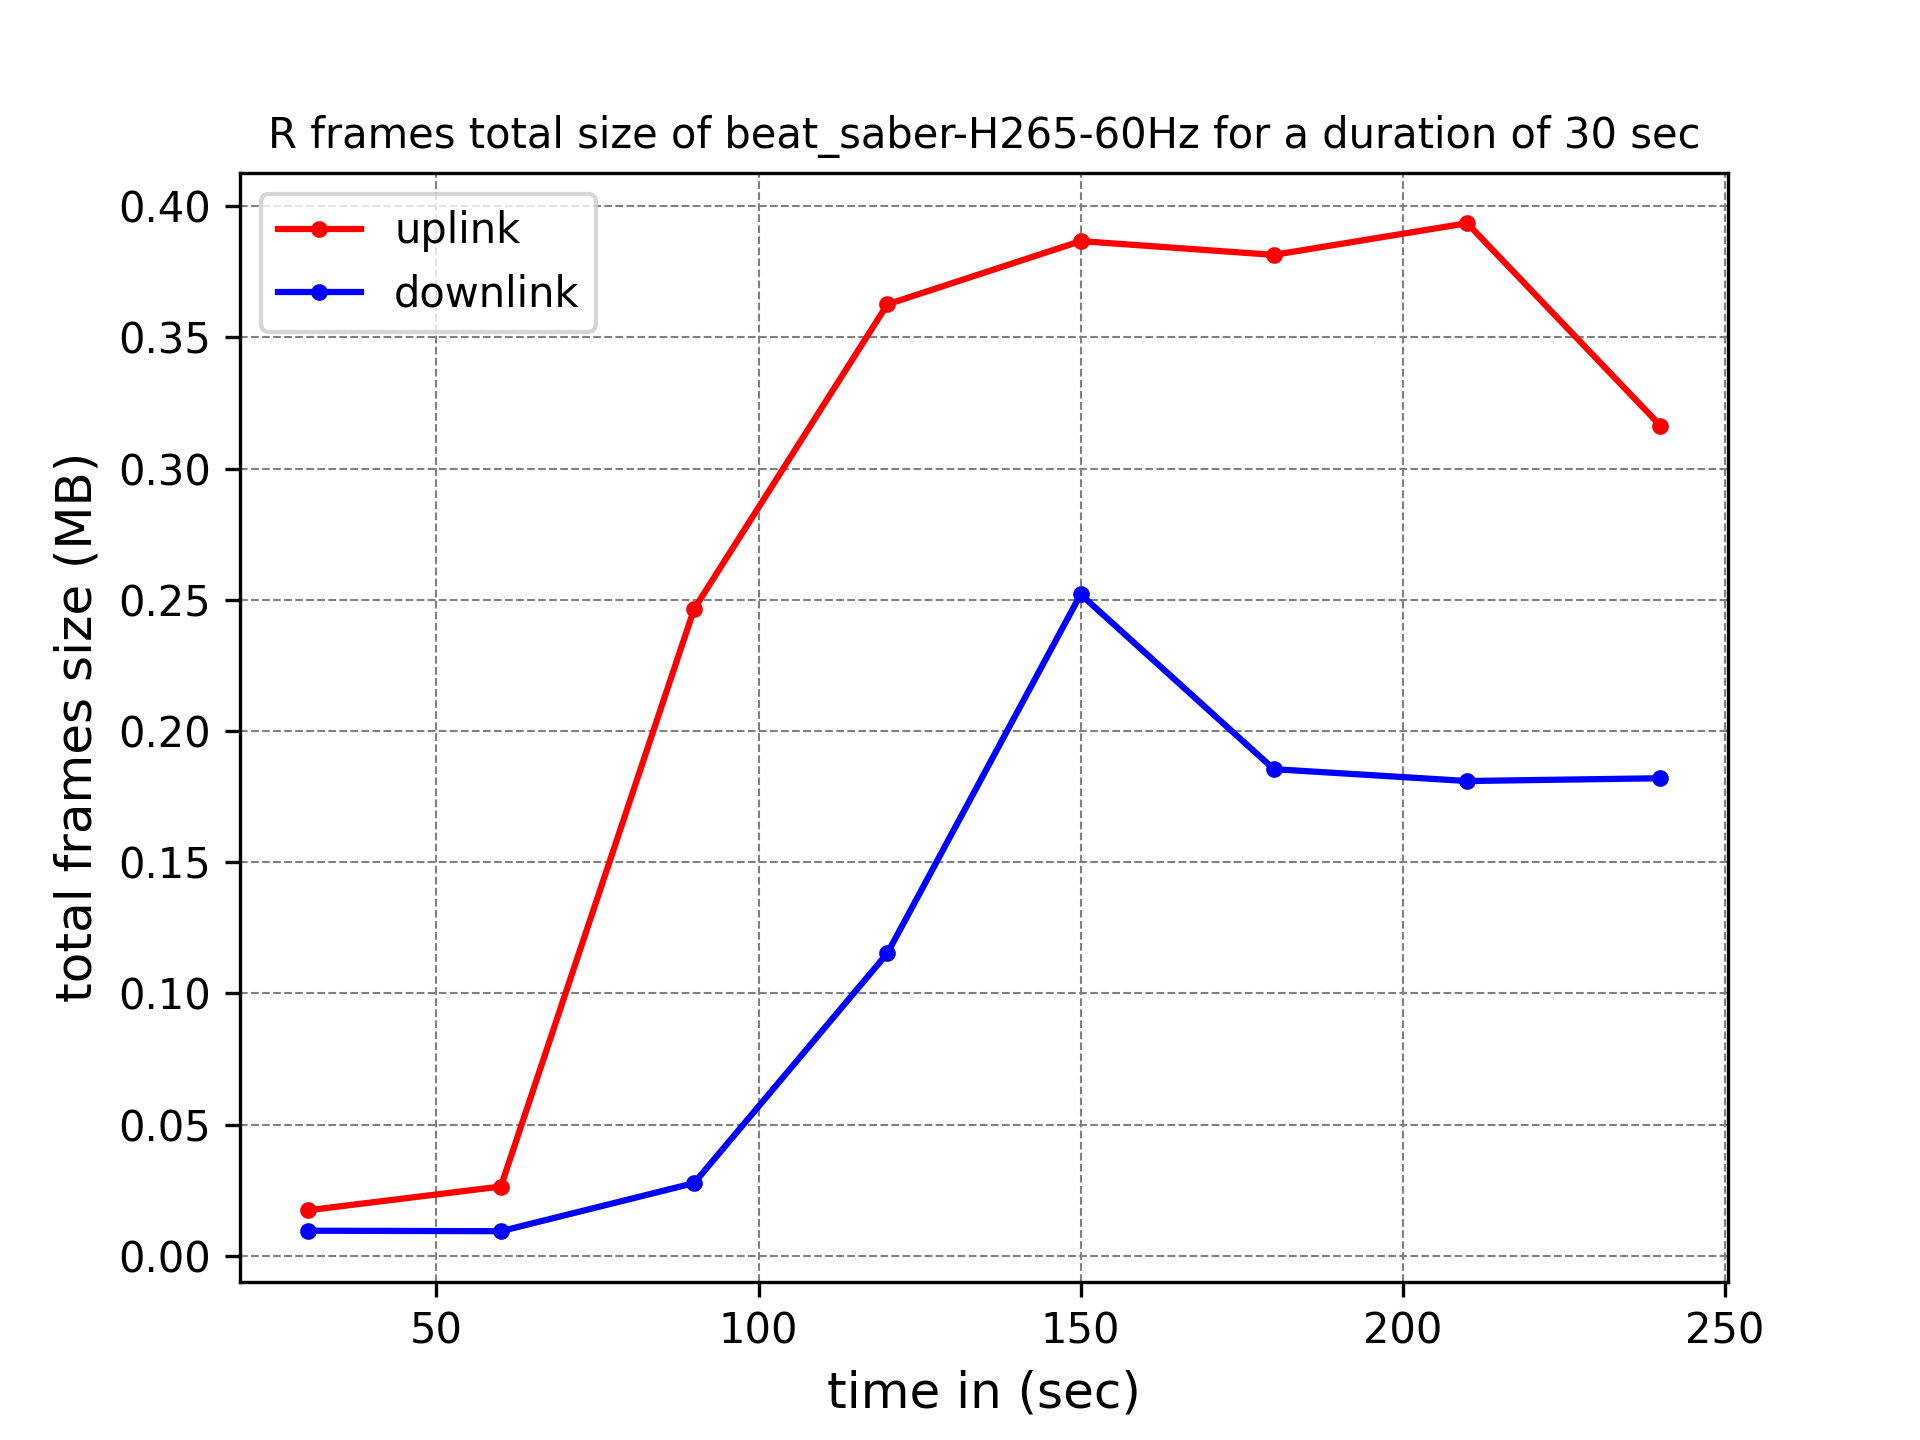 R frames total size of beat_saber-H265-60Hz for a duration of 30 sec
uplink
downlink
total frames size (MB)
0.40
0.35
0.30
0.25
0.20
0.15
0.10
0.05
0.00
50 100 150 200 250
time in (sec)